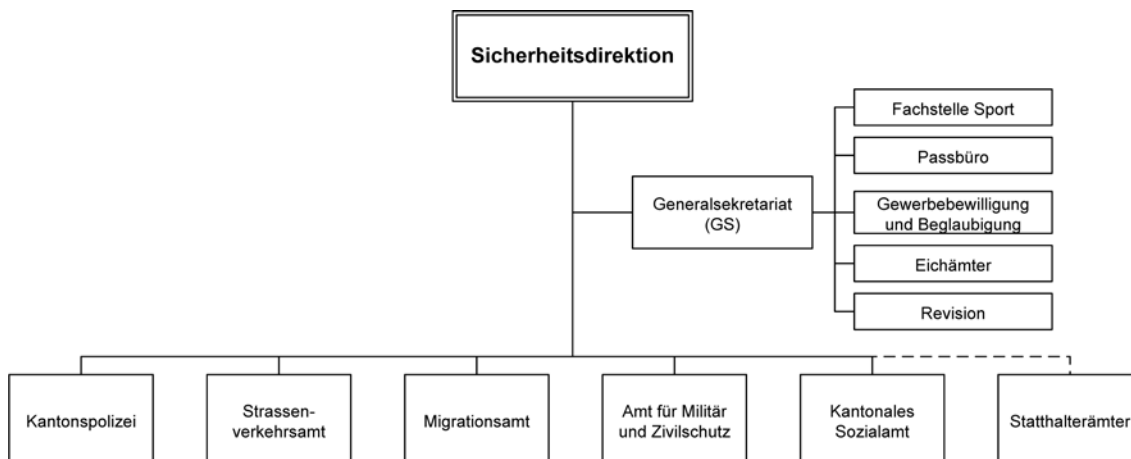 Sicherheitsdirektion
Fachstelle Sport
Passbüro
Generalsekretariat
(GS)
Gewerbebewilligung
und Beglaubigung
Eichämter
Revision
Kantonspolizei
Strassen-
verkehrsamt
Migrationsamt
Amt für Militär
und Zivilschutz
Kantonales
Sozialamt
Statthalterämter